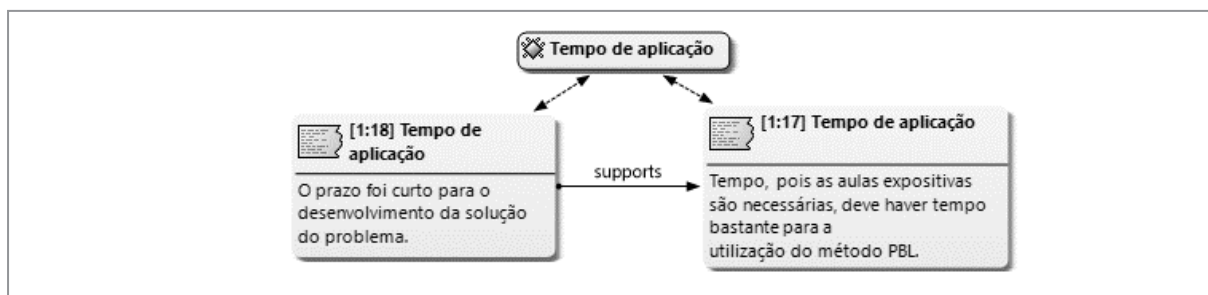 Tempo de aplicação
[1:18] Tempo de
aplicação
O prazo foi curto para o
desenvolvimento da solução
do problema.
supports
[1:17] Tempo de aplicação
Tempo, pois as aulas expositivas
são necessárias, deve haver tempo
bastante para a
utilização do método PBL.